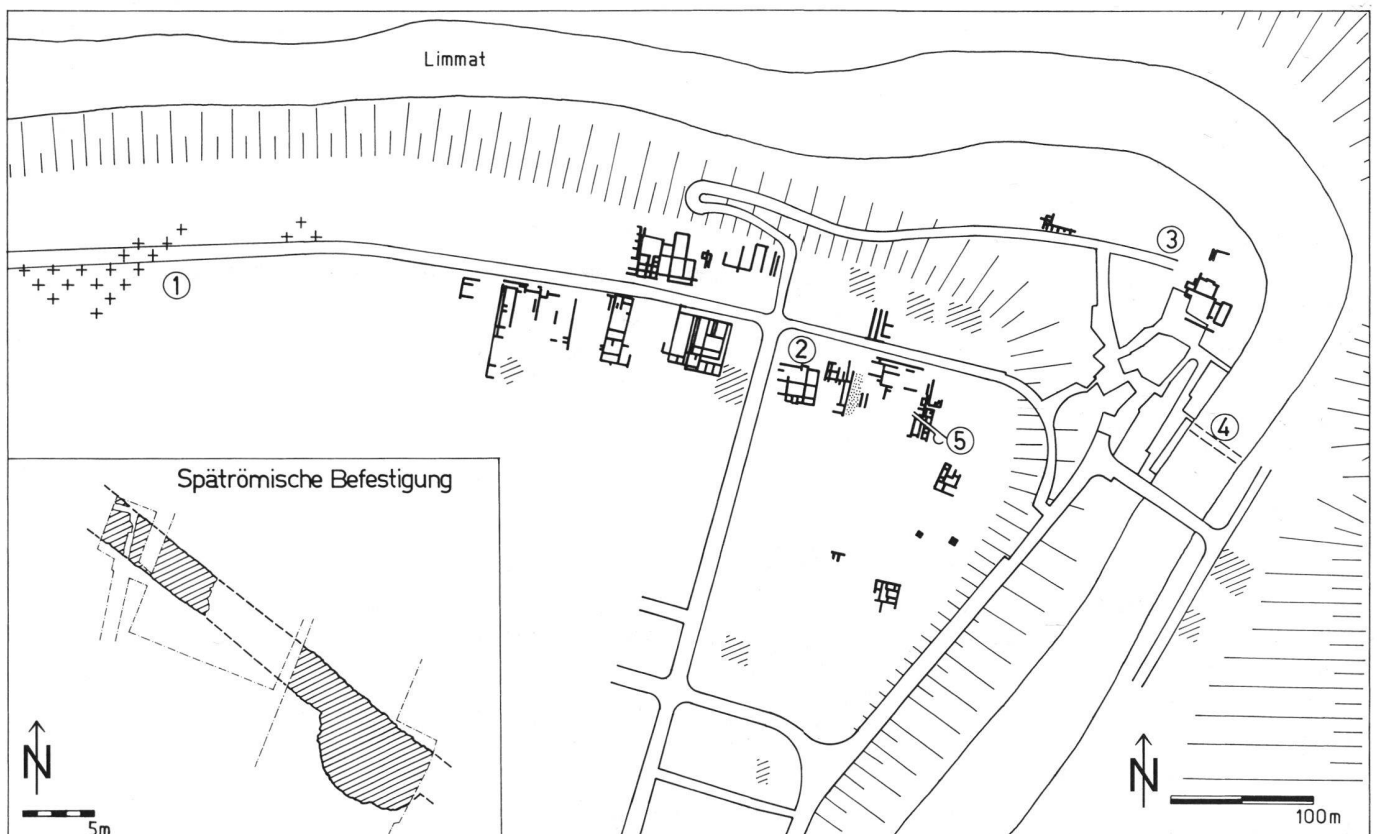 Limmat
①
②
③
④
⑤
Spätrömische Befestigung
N
5m
N
100m